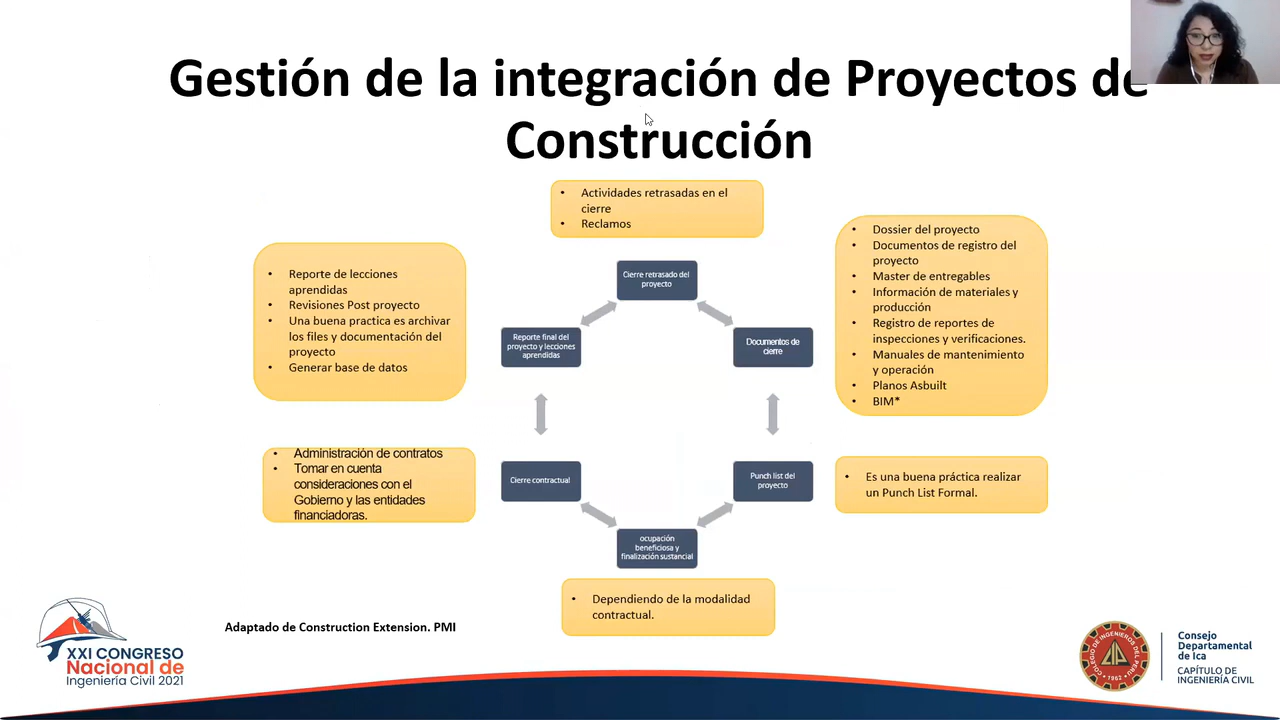 Gestión de la integración de Proyectos de
Construcción
• Actividades retrasadas en el
cierre
• Reclamos
• Reporte de lecciones
aprendidas
• Revisiones Post proyecto
• Una buena practica es archivar
los files y documentación del
proyecto
• Generar base de datos
Cierre retrasado del
proyecto
Reporte final del
proyecto y lecciones
aprendidas
Documentos de
cierre
• Dossier del proyecto
• Documentos de registro del
proyecto
• Master de entregables
• Información de materiales y
producción
• Registro de reportes de
inspecciones y verificaciones.
• Manuales de mantenimiento
y operación
• Planos Asbuilt
• BIM*
• Administración de contratos
• Tomar en cuenta
consideraciones con el
Gobierno y las entidades
financiadoras.
Cierre contractual
Punch list del
proyecto
• Es una buena práctica realizar
un Punch List Formal.
ocupación
beneficiosa y
finalización sustancial
• Dependiendo de la modalidad
contractual.
Adaptado de Construction Extension. PMI
XXI CONGRESO
Nacional de
Ingeniería Civil 2021
COLEGIO DE INGENIEROS DEL PERU
1962
Consejo
Departamental
de Ica
CAPÍTULO DE
INGENIERÍA CIVIL